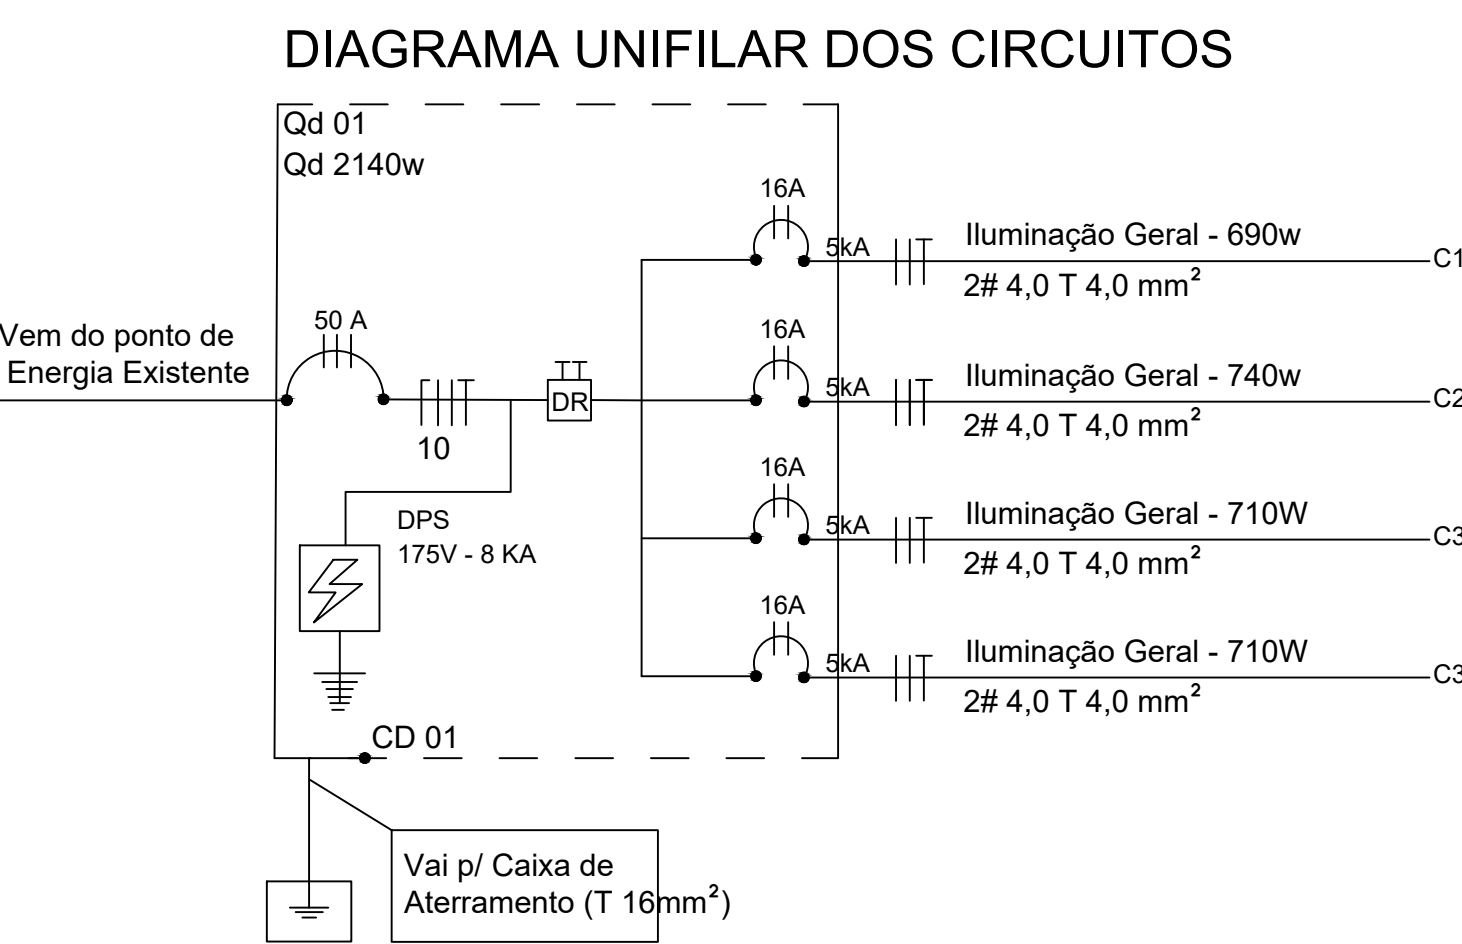 DIAGRAMA UNIFILAR DOS CIRCUITOS
Qd 01
Qd 2140w
16A
5kA
Iluminação Geral - 690w
2# 4,0 T 4,0 mm²
C1
Vem do ponto de
Energia Existente
50 A
10
DR
16A
5kA
Iluminação Geral - 740w
2# 4,0 T 4,0 mm²
C2
DPS
175V - 8 KA
16A
5kA
Iluminação Geral - 710W
2# 4,0 T 4,0 mm²
C3
16A
5kA
Iluminação Geral - 710W
2# 4,0 T 4,0 mm²
C3
CD 01
Vai p/ Caixa de
Aterramento (T 16mm²)